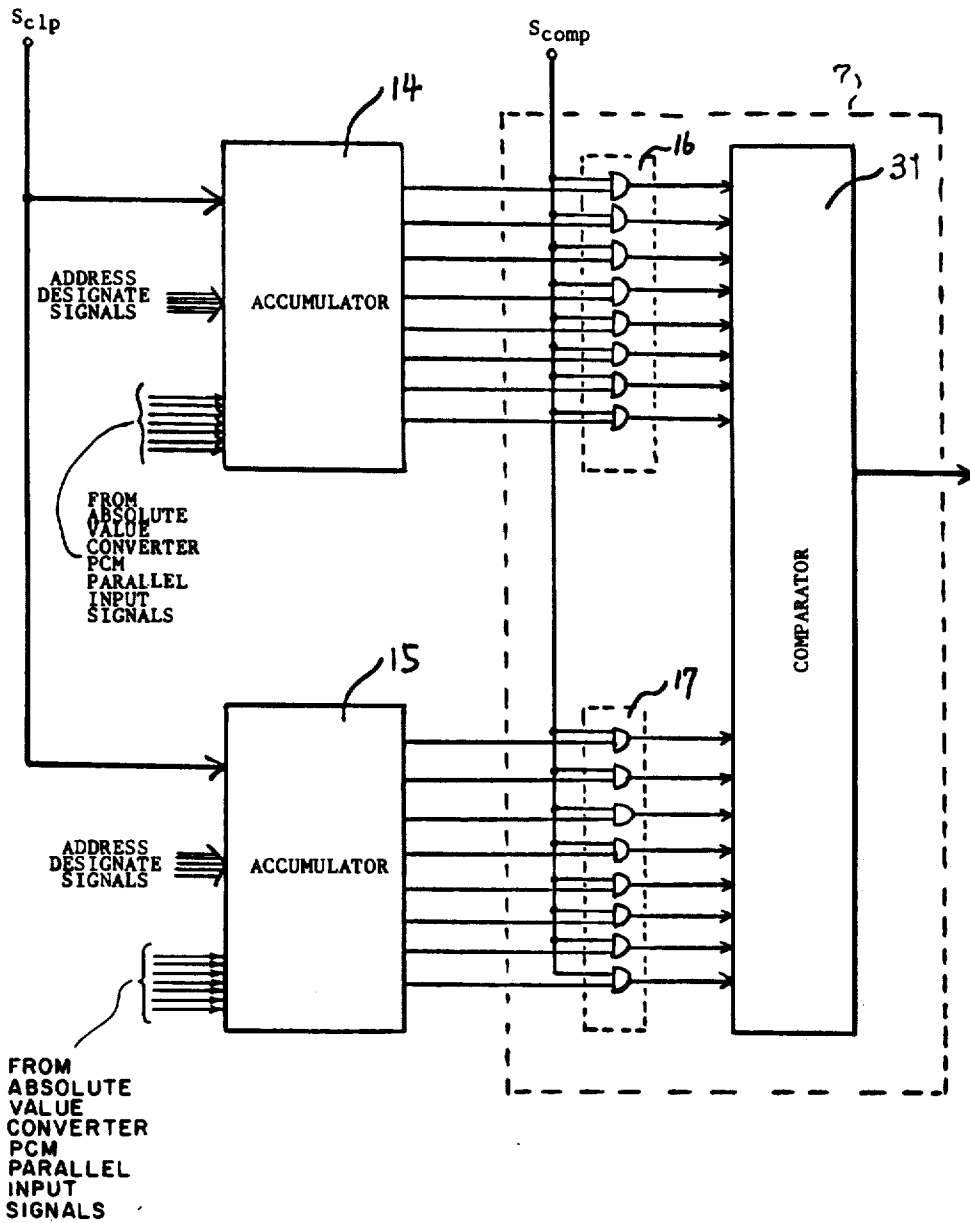 Sclp
Scomp
7
14
16
31
ADDRESS
DESIGNATE
SIGNALS
ACCUMULATOR
FROM
ABSOLUTE
VALUE
CONVERTER
PCM
PARALLEL
INPUT
SIGNALS
COMPARATOR
15
17
ADDRESS
DESIGNATE
SIGNALS
ACCUMULATOR
FROM
ABSOLUTE
VALUE
CONVERTER
PCM
PARALLEL
INPUT
SIGNALS